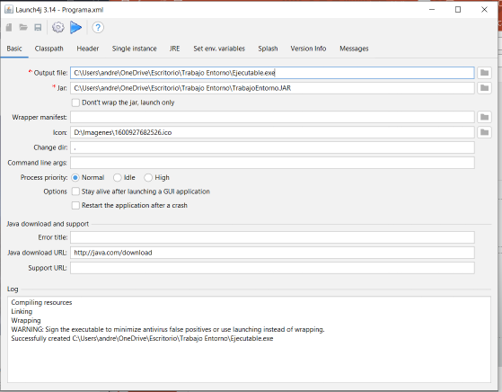 Launch4j 3.14 - Programa.xml
Basic Classpath Header Single instance JRE Set env. variables Splash Version Info Messages
* Output file: C:\Users\andre\OneDrive\Escritorio\Trabajo Entorno\Ejecutable.exe
* Jar: C:\Users\andre\OneDrive\Escritorio\Trabajo Entorno\TrabajoEntorno.JAR
Dont't wrap the jar, launch only
Wrapper manifest:
Icon: D:\Imagenes\1600927682526.ico
Change dir: .
Command line args:
Process priority: Normal Idle High
Options Stay alive after launching a GUI application
Restart the application after a crash
Java download and support
Error title:
Java download URL: http://java.com/download
Support URL:
Log
Compiling resources
Linking
Wrapping
WARNING: Sign the executable to minimize antivirus false positives or use launching instead of wrapping.
Successfully created C:\Users\andre\OneDrive\Escritorio\Trabajo Entorno\Ejecutable.exe